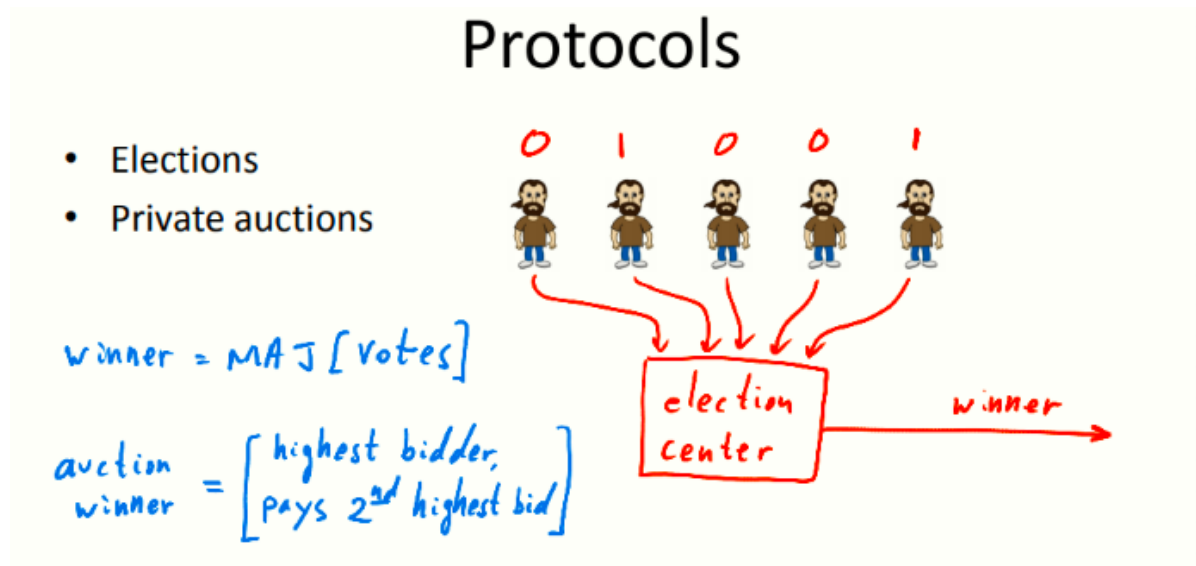 Protocols
• Elections
• Private auctions
0 1 0 0 1
winner = MAJ [votes]
election
center
winner
auction
winner
= [highest bidder,
pays 2nd highest bid]